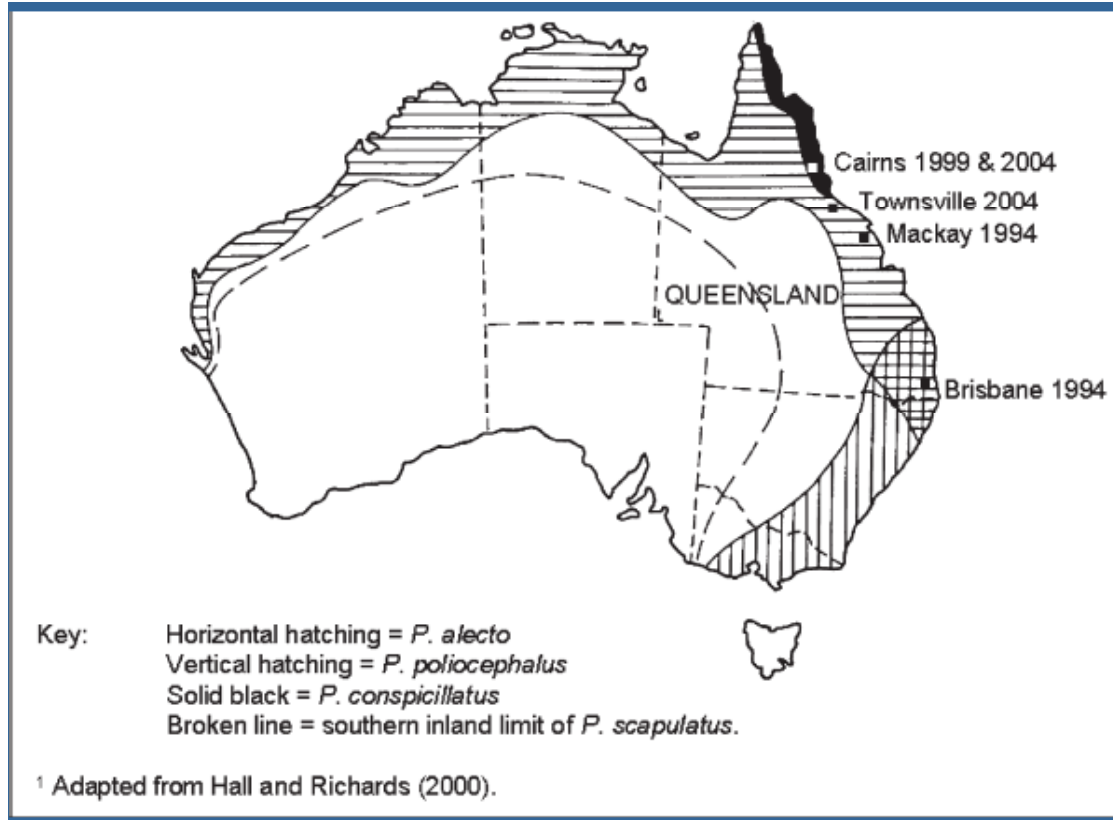 Cairns 1999 & 2004
Townsville 2004
Mackay 1994
QUEENSLAND
Brisbane 1994
Key: Horizontal hatching = P. alecto
Vertical hatching = P. poliocephalus
Solid black = P. conspicillatus
Broken line = southern inland limit of P. scapulatus.
¹ Adapted from Hall and Richards (2000).